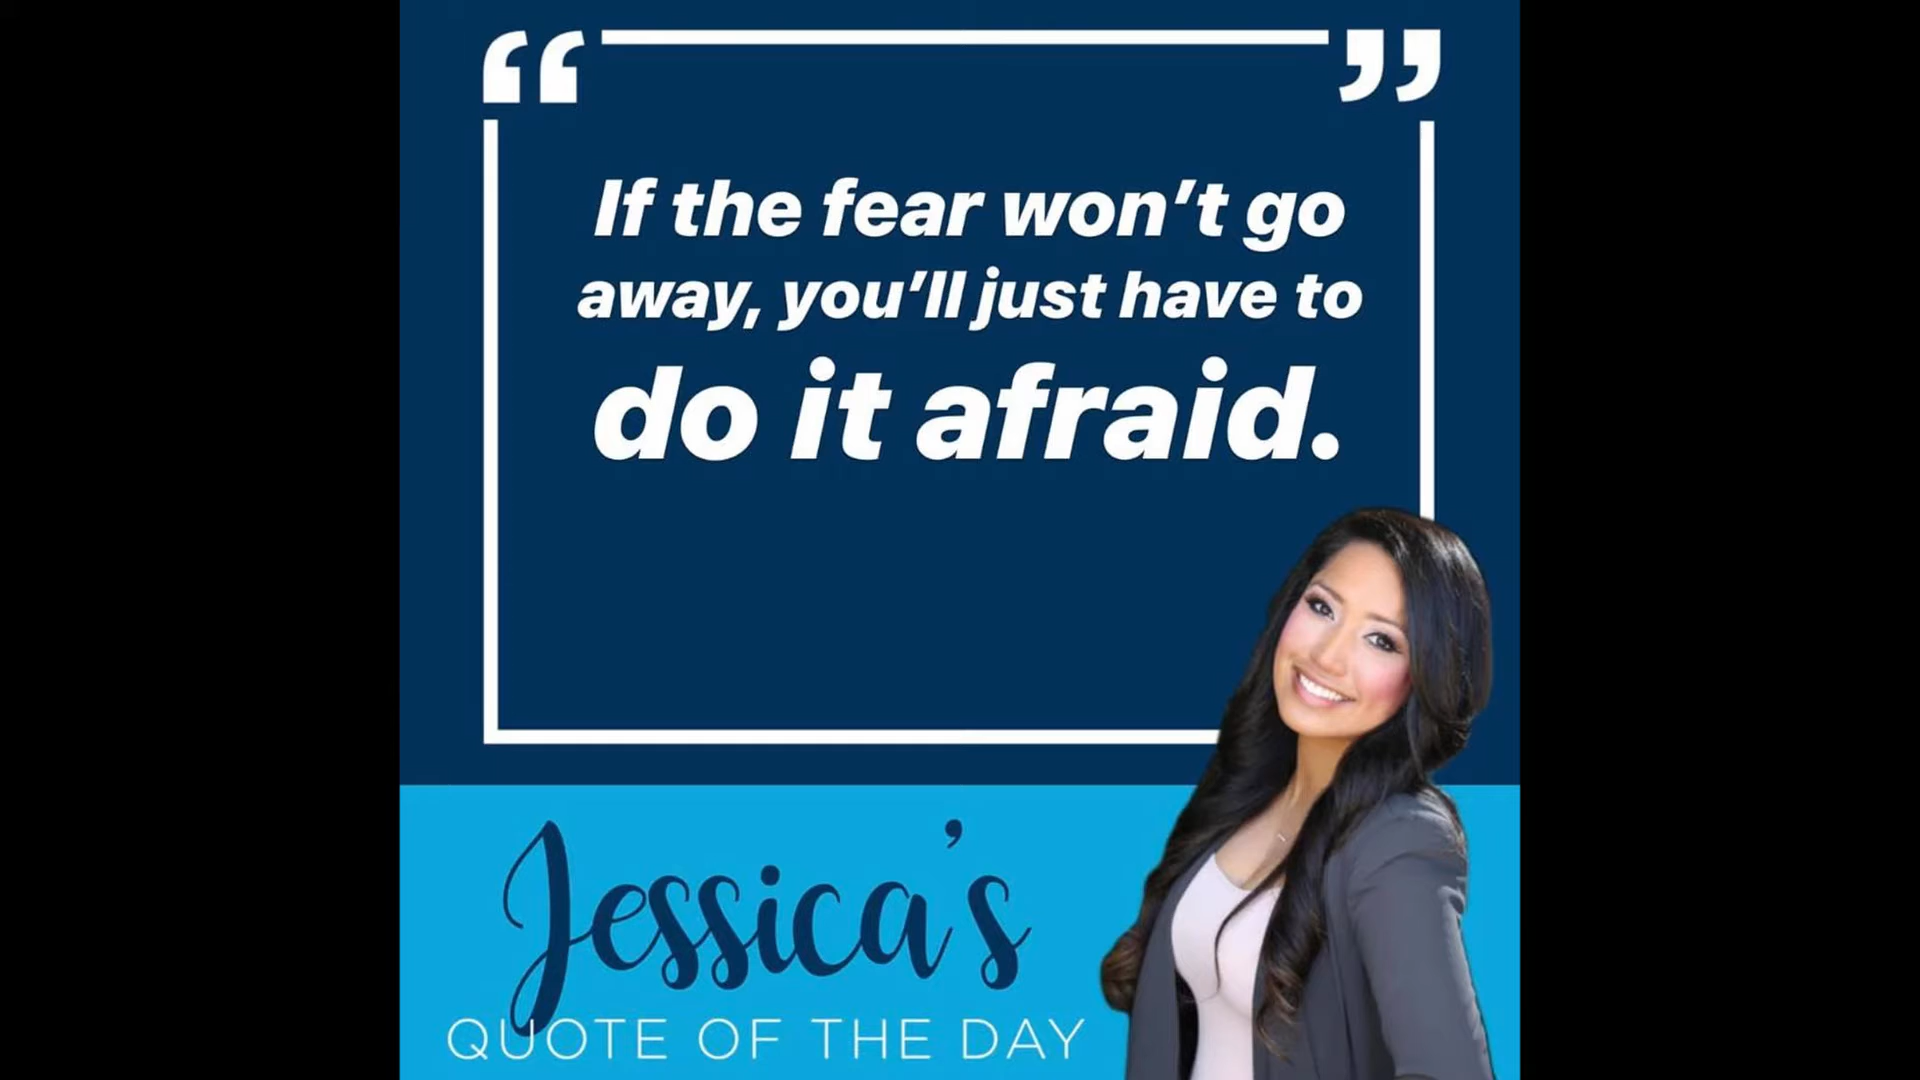 If the fear won’t go
away, you’ll just have to
do it afraid.
Jessica’s
QUOTE OF THE DAY